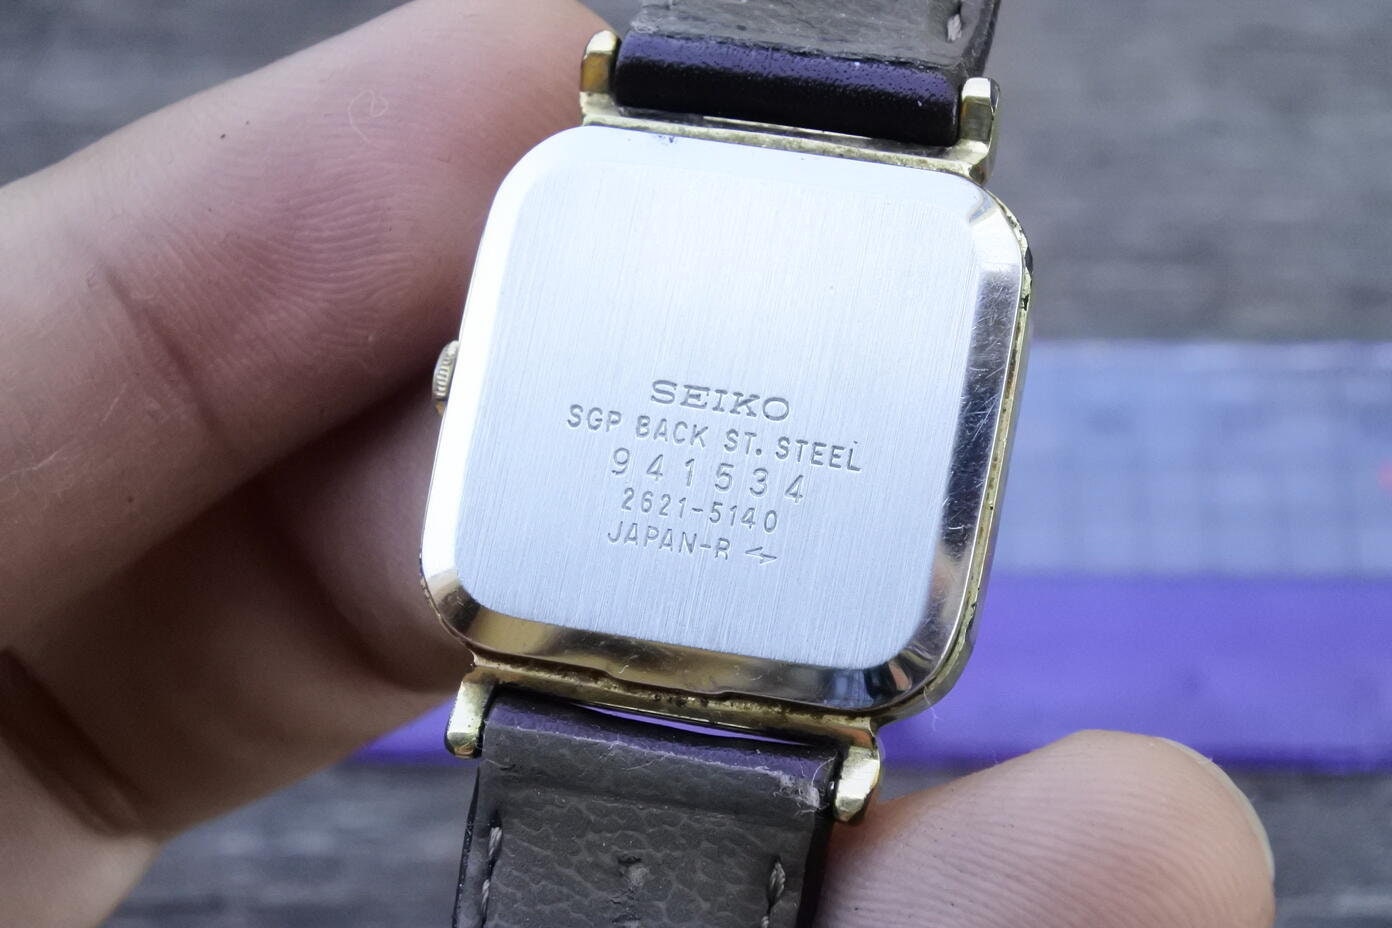 SEIKO
SGP BACK ST. STEEL
941534
2621-5140
JAPAN-R